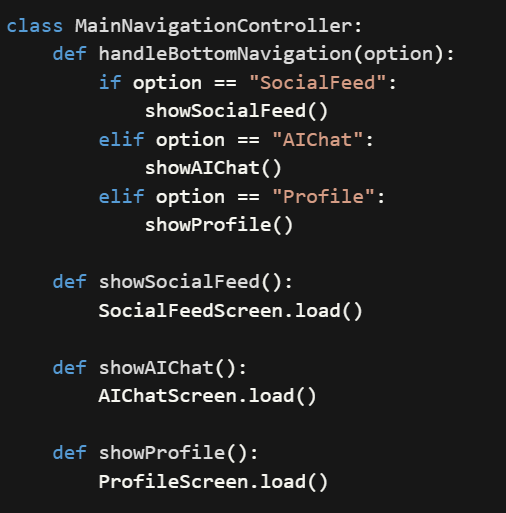 class MainNavigationController:
    def handleBottomNavigation(option):
        if option == "SocialFeed":
            showSocialFeed()
        elif option == "AIChat":
            showAIChat()
        elif option == "Profile":
            showProfile()

    def showSocialFeed():
        SocialFeedScreen.load()

    def showAIChat():
        AIChatScreen.load()

    def showProfile():
        ProfileScreen.load()